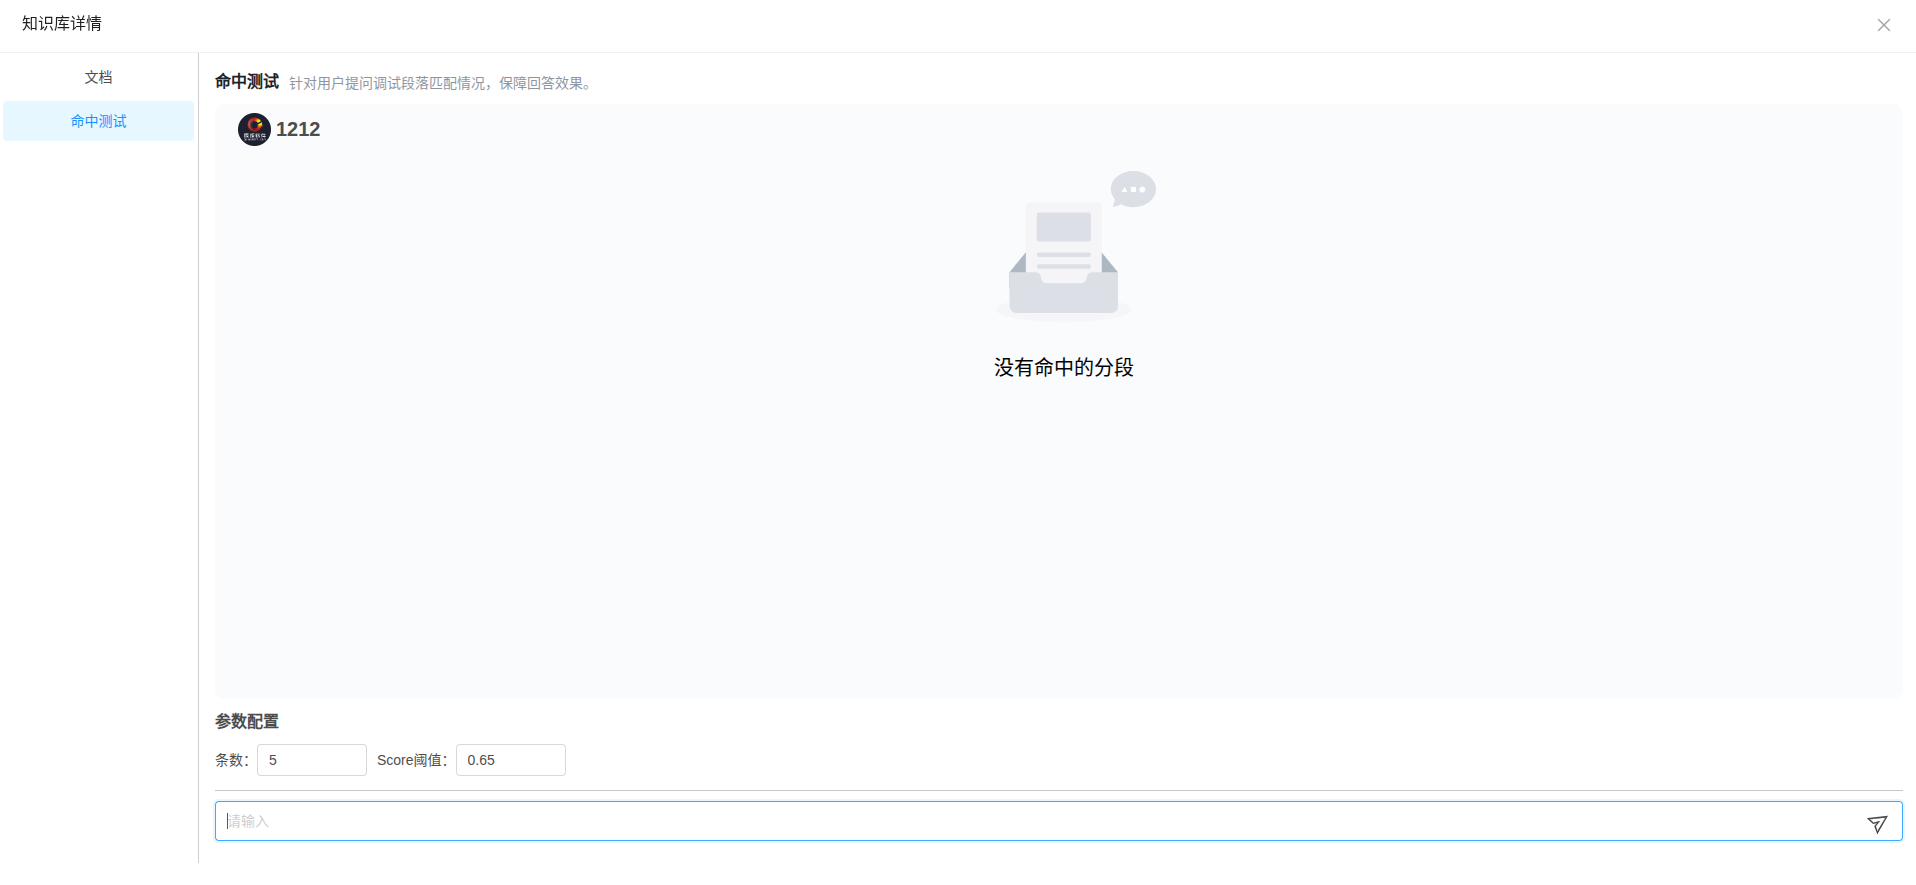 知识库详情
文档
命中测试
命中测试 针对用户提问调试段落匹配情况，保障回答效果。
1212
没有命中的分段
参数配置
条数： 5 Score阈值： 0.65
请输入